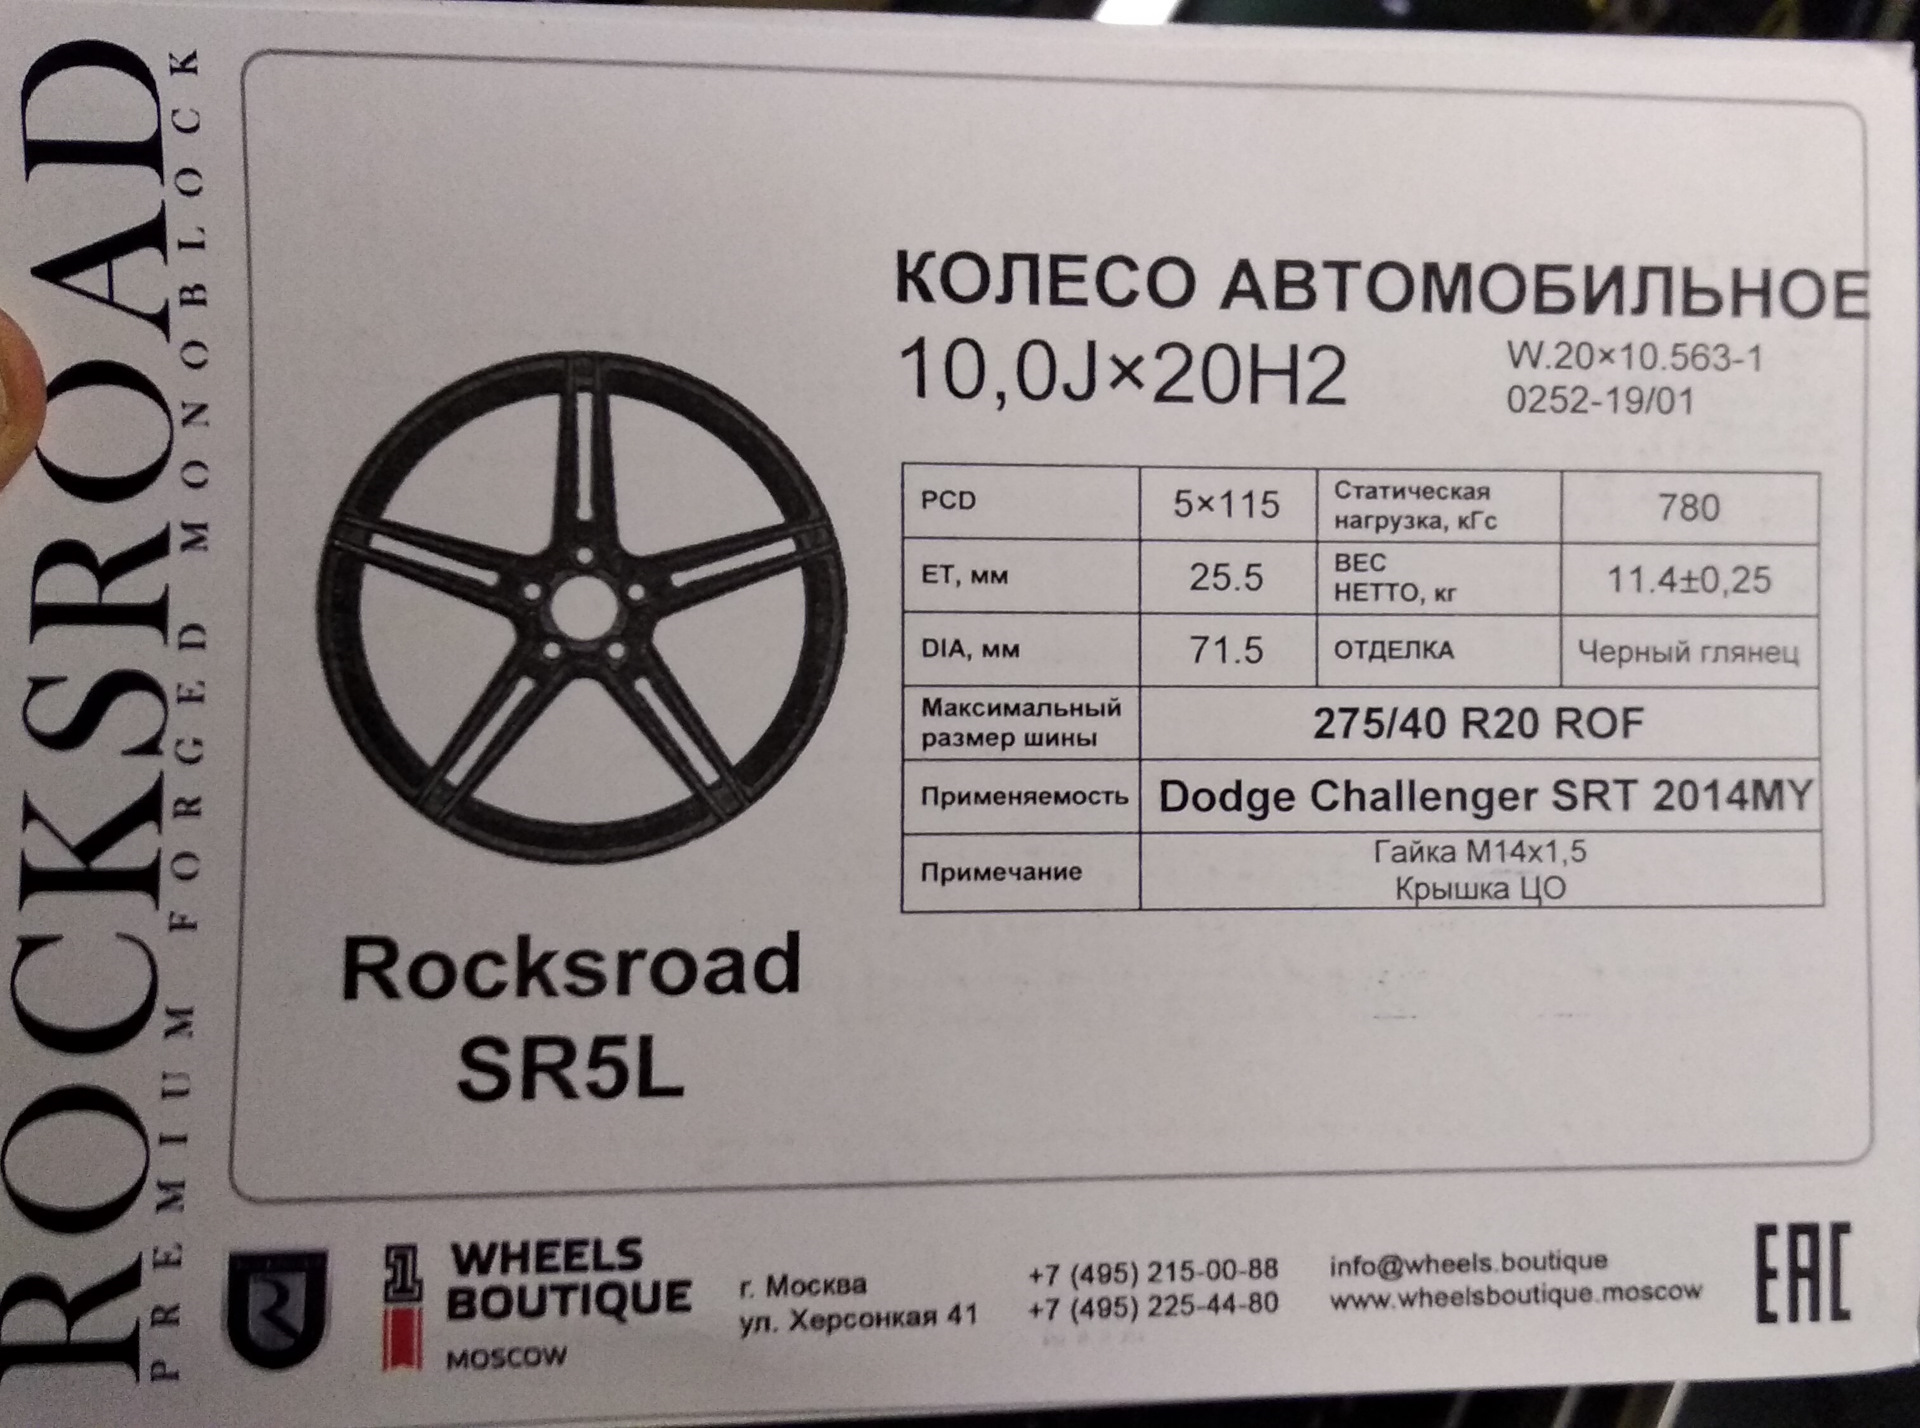 ROCKSROAD
PREMIUM FORGED MONOBLOCK
КОЛЕСО АВТОМОБИЛЬНОЕ
10,0J×20H2
W.20×10.563-1
0252-19/01
PCD 5×115 Статическая нагрузка, кГс 780
ET, мм 25.5 ВЕС НЕТТО, кг 11.4±0,25
DIA, мм 71.5 ОТДЕЛКА Черный глянец
Максимальный размер шины 275/40 R20 ROF
Применяемость Dodge Challenger SRT 2014MY
Примечание Гайка М14х1,5
Крышка ЦО
Rocksroad
SR5L
R
1 WHEELS
BOUTIQUE
MOSCOW
г. Москва
ул. Херсонкая 41
+7 (495) 215-00-88
+7 (495) 225-44-80
info@wheels.boutique
www.wheelsboutique.moscow
EAC